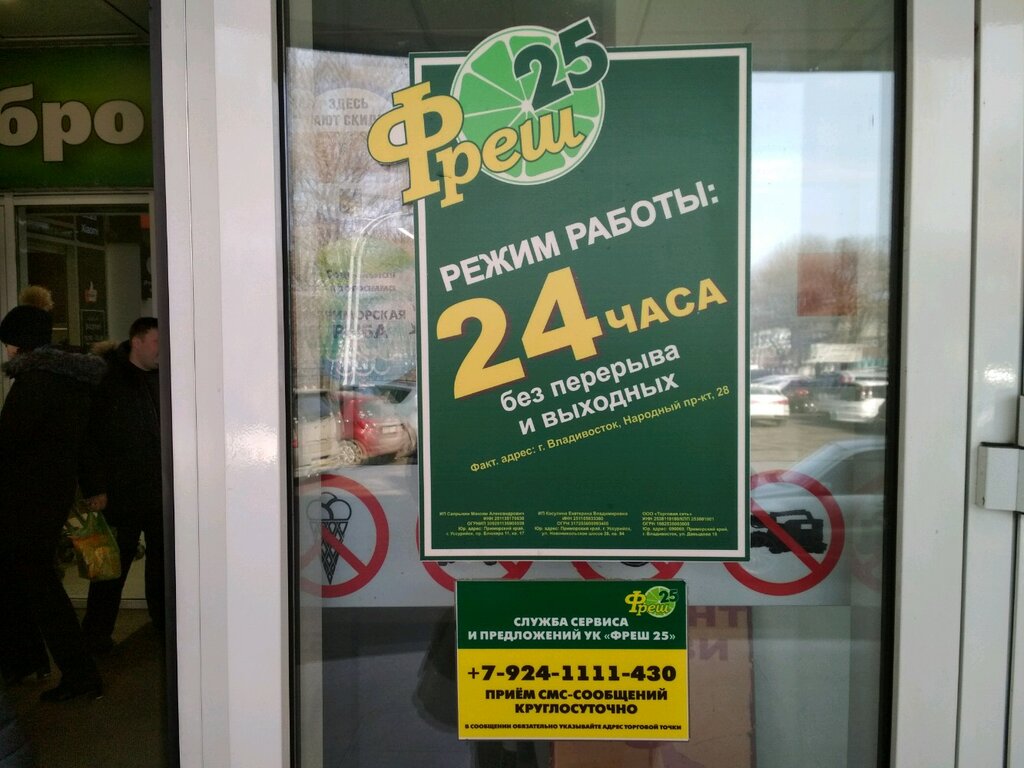 бро
Xiaomi
ЗДЕСЬ
Фреш 25
РЕЖИМ РАБОТЫ:
24 ЧАСА
без перерыва
и выходных
Факт. адрес: г. Владивосток, Народный пр-кт, 28
Фреш 25
СЛУЖБА СЕРВИСА
И ПРЕДЛОЖЕНИЙ УК «ФРЕШ 25»
+7-924-1111-430
ПРИЁМ СМС-СООБЩЕНИЙ
КРУГЛОСУТОЧНО
В СООБЩЕНИИ ОБЯЗАТЕЛЬНО УКАЗЫВАЙТЕ АДРЕС ТОРГОВОЙ ТОЧКИ